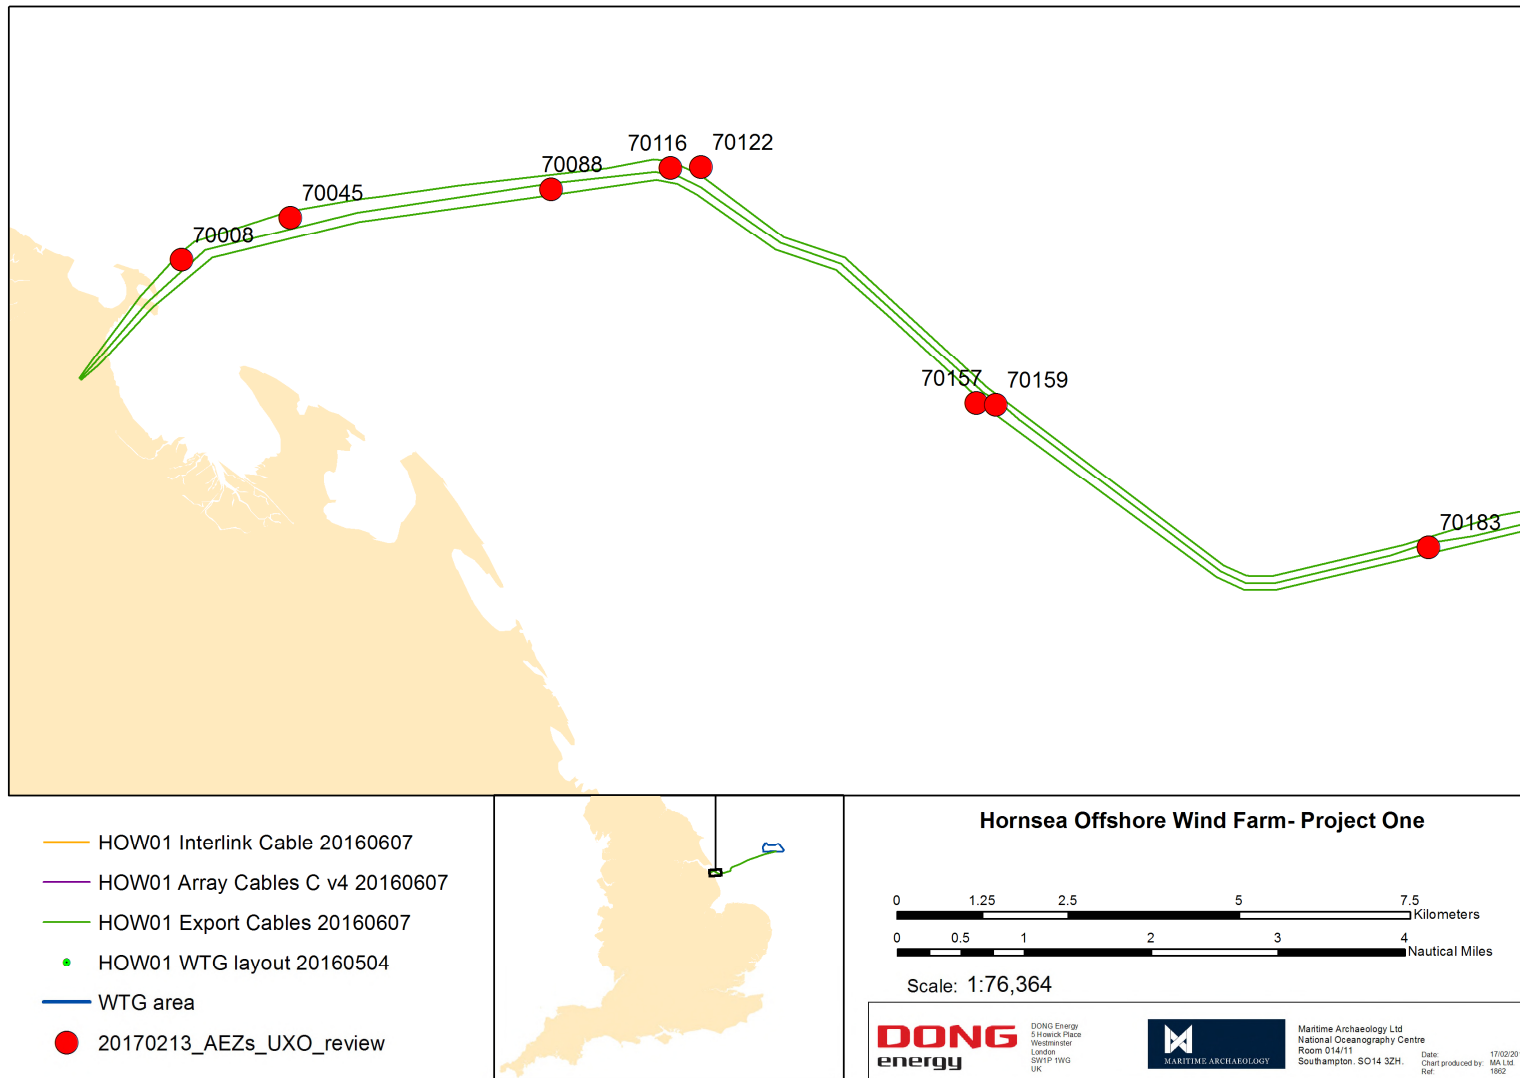 70116
70122
70088
70045
70008
70157
70159
70183
HOW01 Interlink Cable 20160607
HOW01 Array Cables C v4 20160607
HOW01 Export Cables 20160607
HOW01 WTG layout 20160504
WTG area
20170213_AEZs_UXO_review
Hornsea Offshore Wind Farm- Project One
0 1.25 2.5 5 7.5
Kilometers
0 0.5 1 2 3 4
Nautical Miles
Scale: 1:76,364
DONG
energy
DONG Energy
5 Howick Place
Westminster
London
SW1P 1WG
UK
MARITIME ARCHAEOLOGY
Maritime Archaeology Ltd
National Oceanography Centre
Room 014/11
Southampton. SO14 3ZH.
Date: 17/02/201
Chart produced by: MA Ltd
Ref: 1862